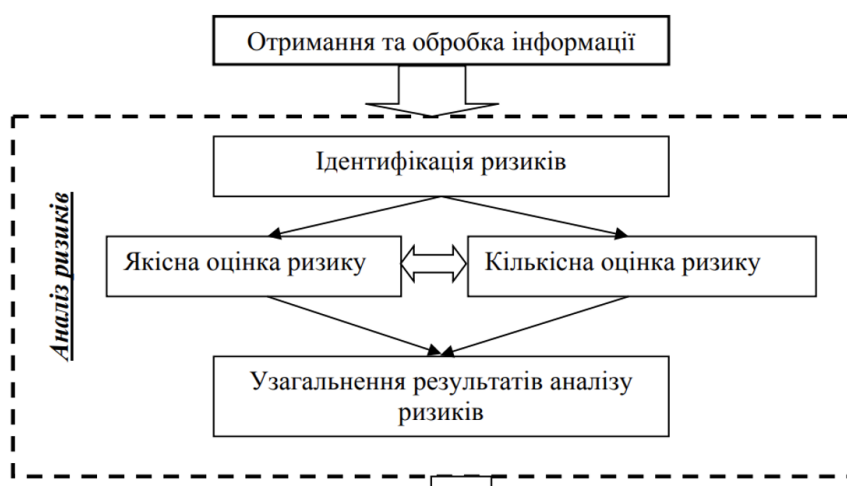 Отримання та обробка інформації
Ідентифікація ризиків
Аналіз ризиків
Якісна оцінка ризику
Кількісна оцінка ризику
Узагальнення результатів аналізу
ризиків